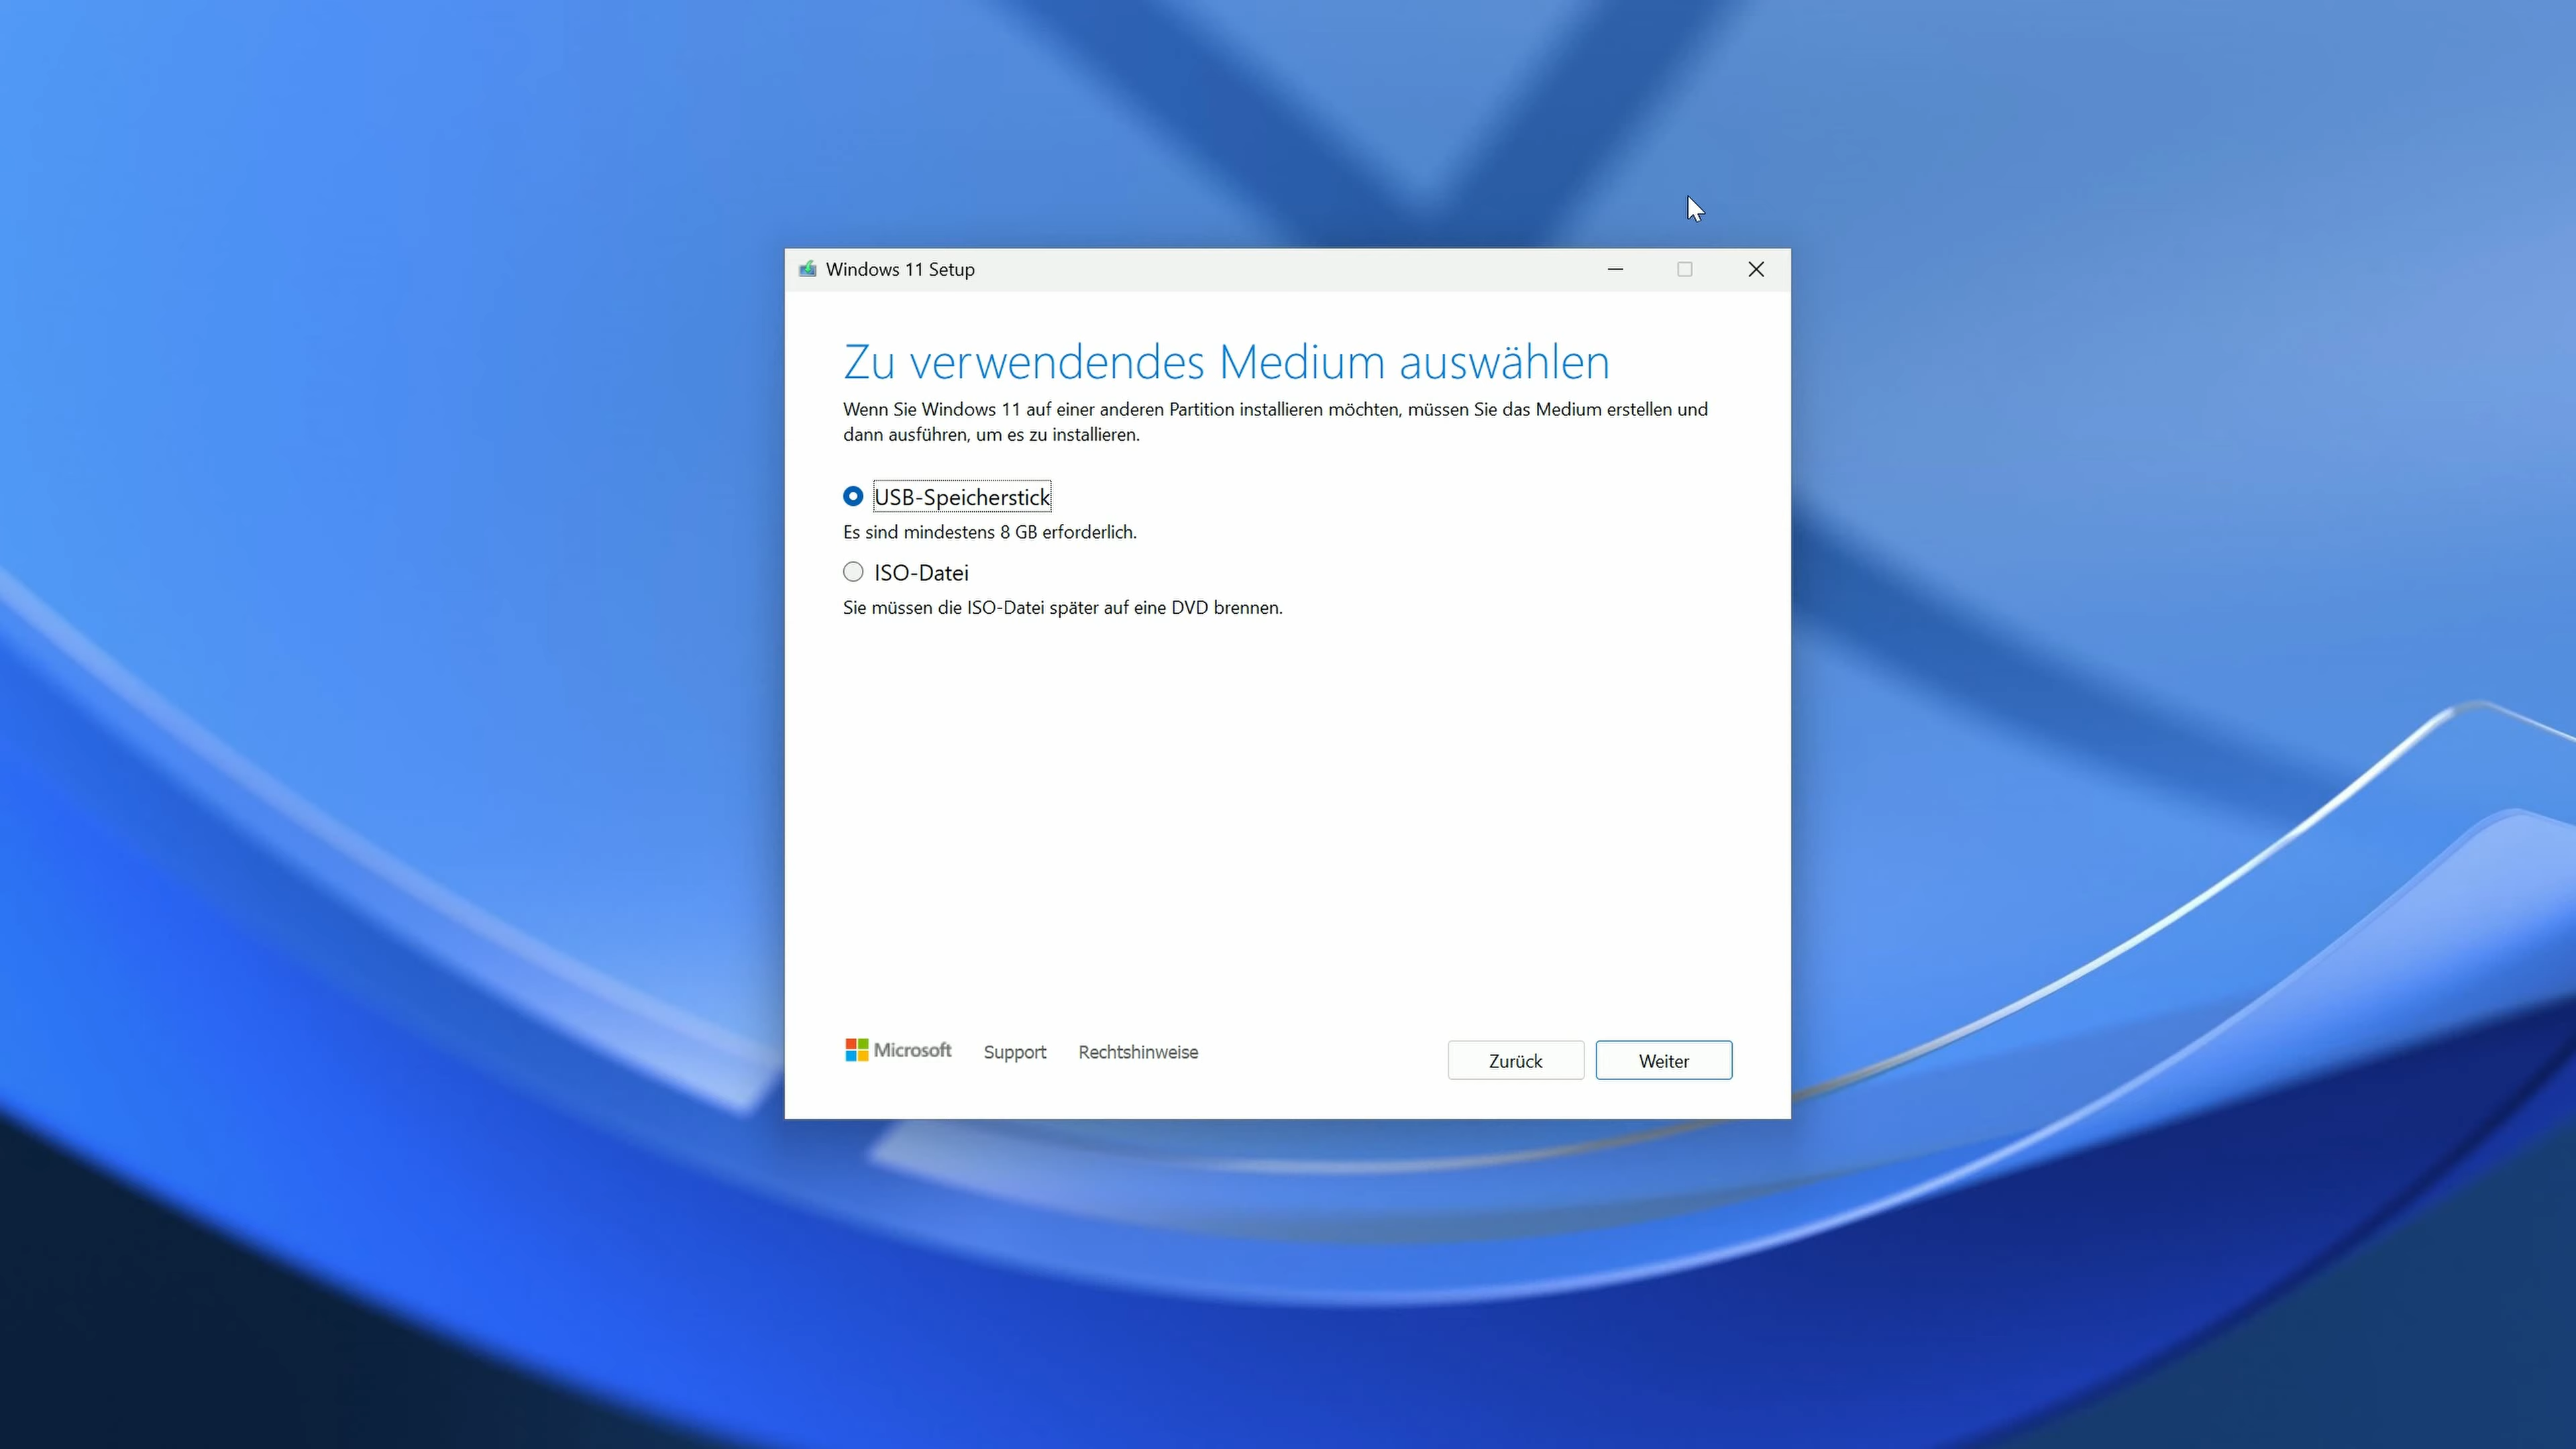 Windows 11 Setup
Zu verwendendes Medium auswählen
Wenn Sie Windows 11 auf einer anderen Partition installieren möchten, müssen Sie das Medium erstellen und
dann ausführen, um es zu installieren.
USB-Speicherstick
Es sind mindestens 8 GB erforderlich.
ISO-Datei
Sie müssen die ISO-Datei später auf eine DVD brennen.
Microsoft Support Rechtshinweise Zurück Weiter